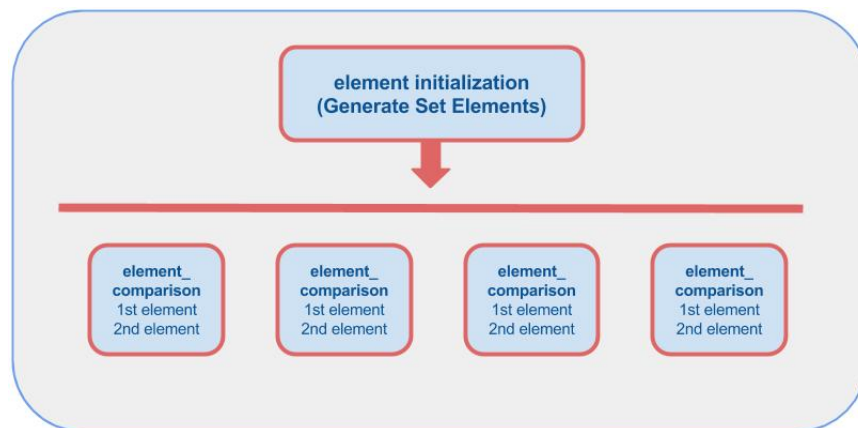 element initialization
(Generate Set Elements)
element_
comparison
1st element
2nd element
element_
comparison
1st element
2nd element
element_
comparison
1st element
2nd element
element_
comparison
1st element
2nd element